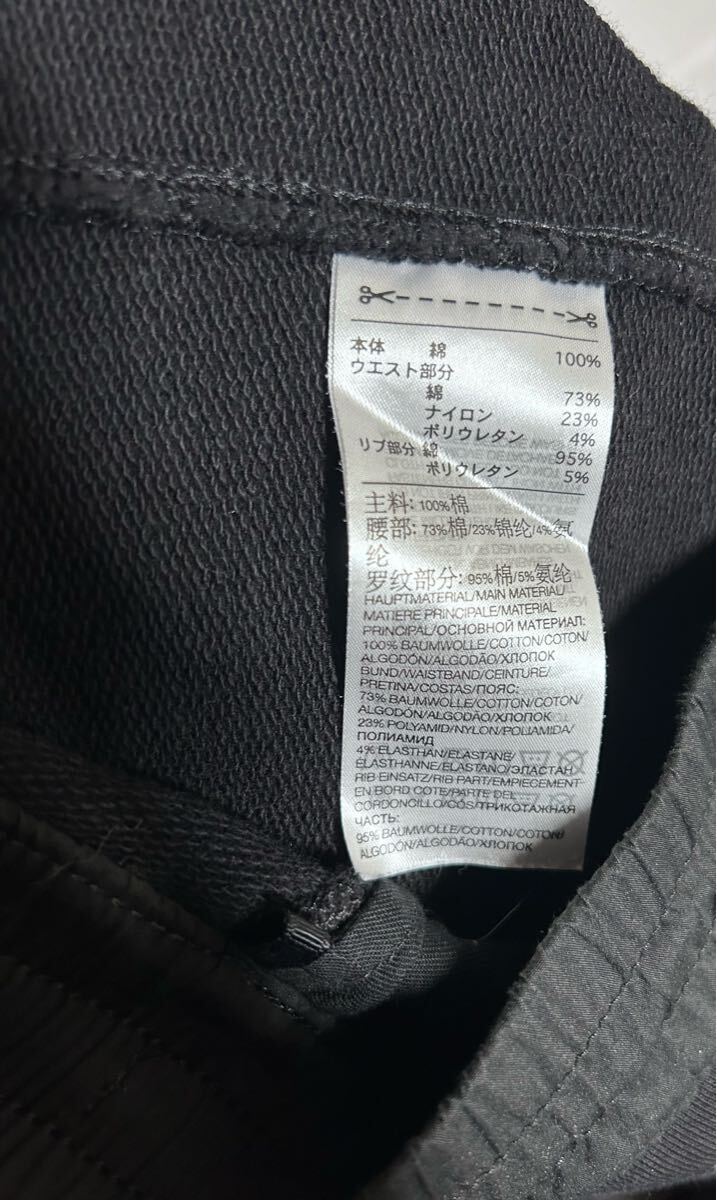 本体 綿 100%
ウエスト部分
綿 73%
ナイロン 23%
ポリウレタン 4%
リブ部分 綿 95%
ポリウレタン 5%
主料: 100%棉
腰部: 73%棉/23%锦纶/4%氨
纶
罗纹部分: 95%棉/5%氨纶
HAUPTMATERIAL/MAIN MATERIAL/
MATIERE PRINCIPALE/MATERIAL
PRINCIPAL/ОСНОВНОЙ МАТЕРИАЛ:
100% BAUMWOLLE/COTTON/COTON/
ALGODÓN/ALGODÃO/ХЛОПОК
BUND/WAISTBAND/CEINTURE/
PRETINA/COSTAS/ПОЯС:
73% BAUMWOLLE/COTTON/COTON/
ALGODÓN/ALGODÃO/ХЛОПОК
23% POLYAMID/NYLON/POLIAMIDA/
ПОЛИАМИД
4% ELASTHAN/ELASTANE/
ÉLASTHANNE/ELASTANO/ЭЛАСТАН
RIB-EINSATZ/RIB PART/EMPIECEMENT
EN BORD COTE/PARTE DEL
CORDONCILLO/CÓS/ТРИКОТАЖНАЯ
ЧАСТЬ:
95% BAUMWOLLE/COTTON/COTON/
ALGODÓN/ALGODÃO/ХЛОПОК